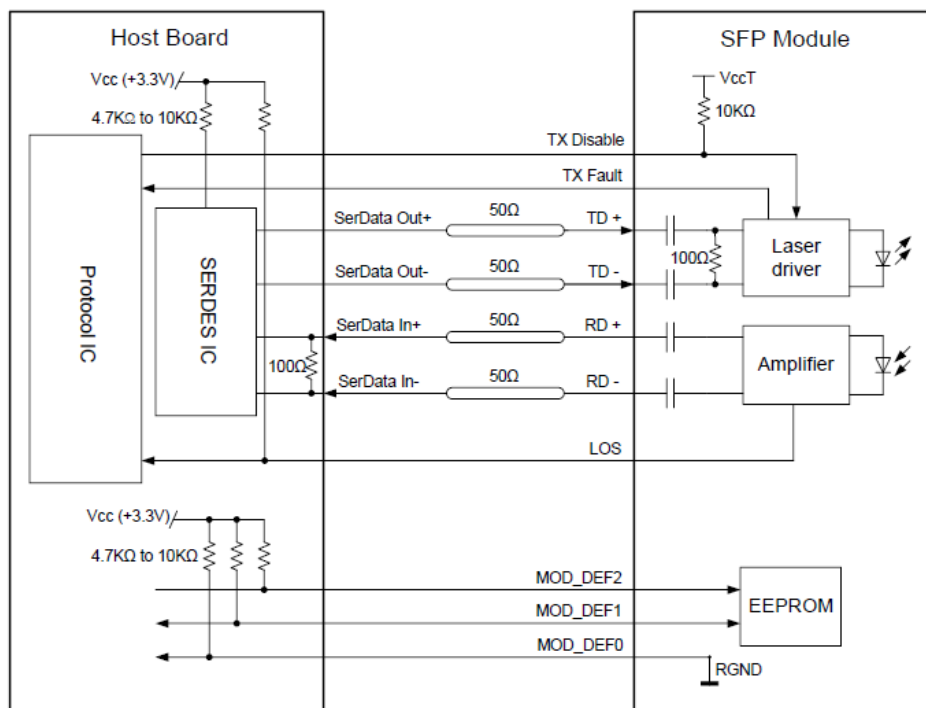 Host Board
SFP Module
Vcc (+3.3V)
4.7KΩ to 10KΩ
VccT
10KΩ
TX Disable
TX Fault
SerData Out+
50Ω
TD +
SerData Out-
50Ω
TD -
100Ω
Laser
driver
Protocol IC
SERDES IC
SerData In+
50Ω
RD +
100Ω
SerData In-
50Ω
RD -
Amplifier
LOS
Vcc (+3.3V)
4.7KΩ to 10KΩ
MOD_DEF2
MOD_DEF1
MOD_DEF0
EEPROM
RGND